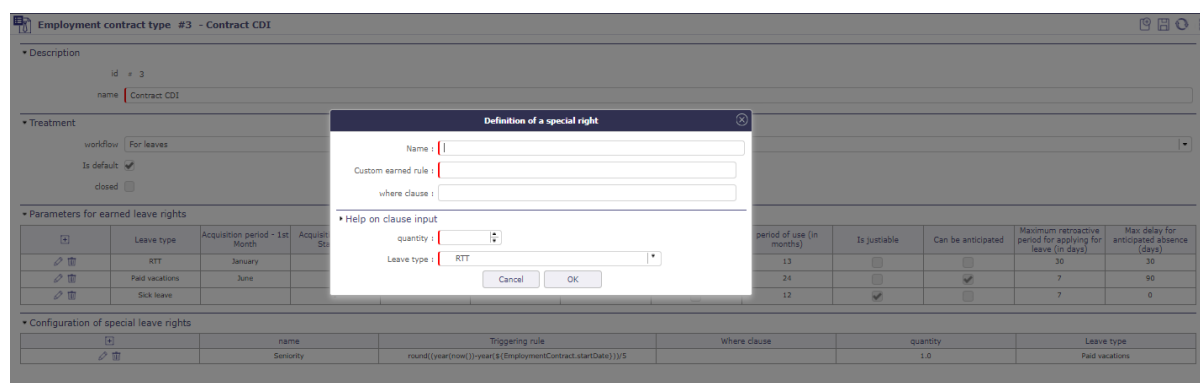 Employment contract type #3 - Contract CDI
Description
id # 3
name Contract CDI
Treatment
workflow For leaves
Is default
closed
Definition of a special right
Name :
Custom earned rule :
where clause :
Help on clause input
quantity :
Leave type : RTT
Cancel OK
Parameters for earned leave rights
Leave type Acquisition period - 1st Month period of use (in months) Is justiable Can be anticipated Maximum retroactive period for applying for leave (in days) Max delay for anticipated absence (days)
RTT January 13 30 30
Paid vacations June 24 7 90
Sick leave 12 7 0
Configuration of special leave rights
name Triggering rule Where clause quantity Leave type
Seniority round((year(now())-year(${EmploymentContract.startDate}))/5 1.0 Paid vacations